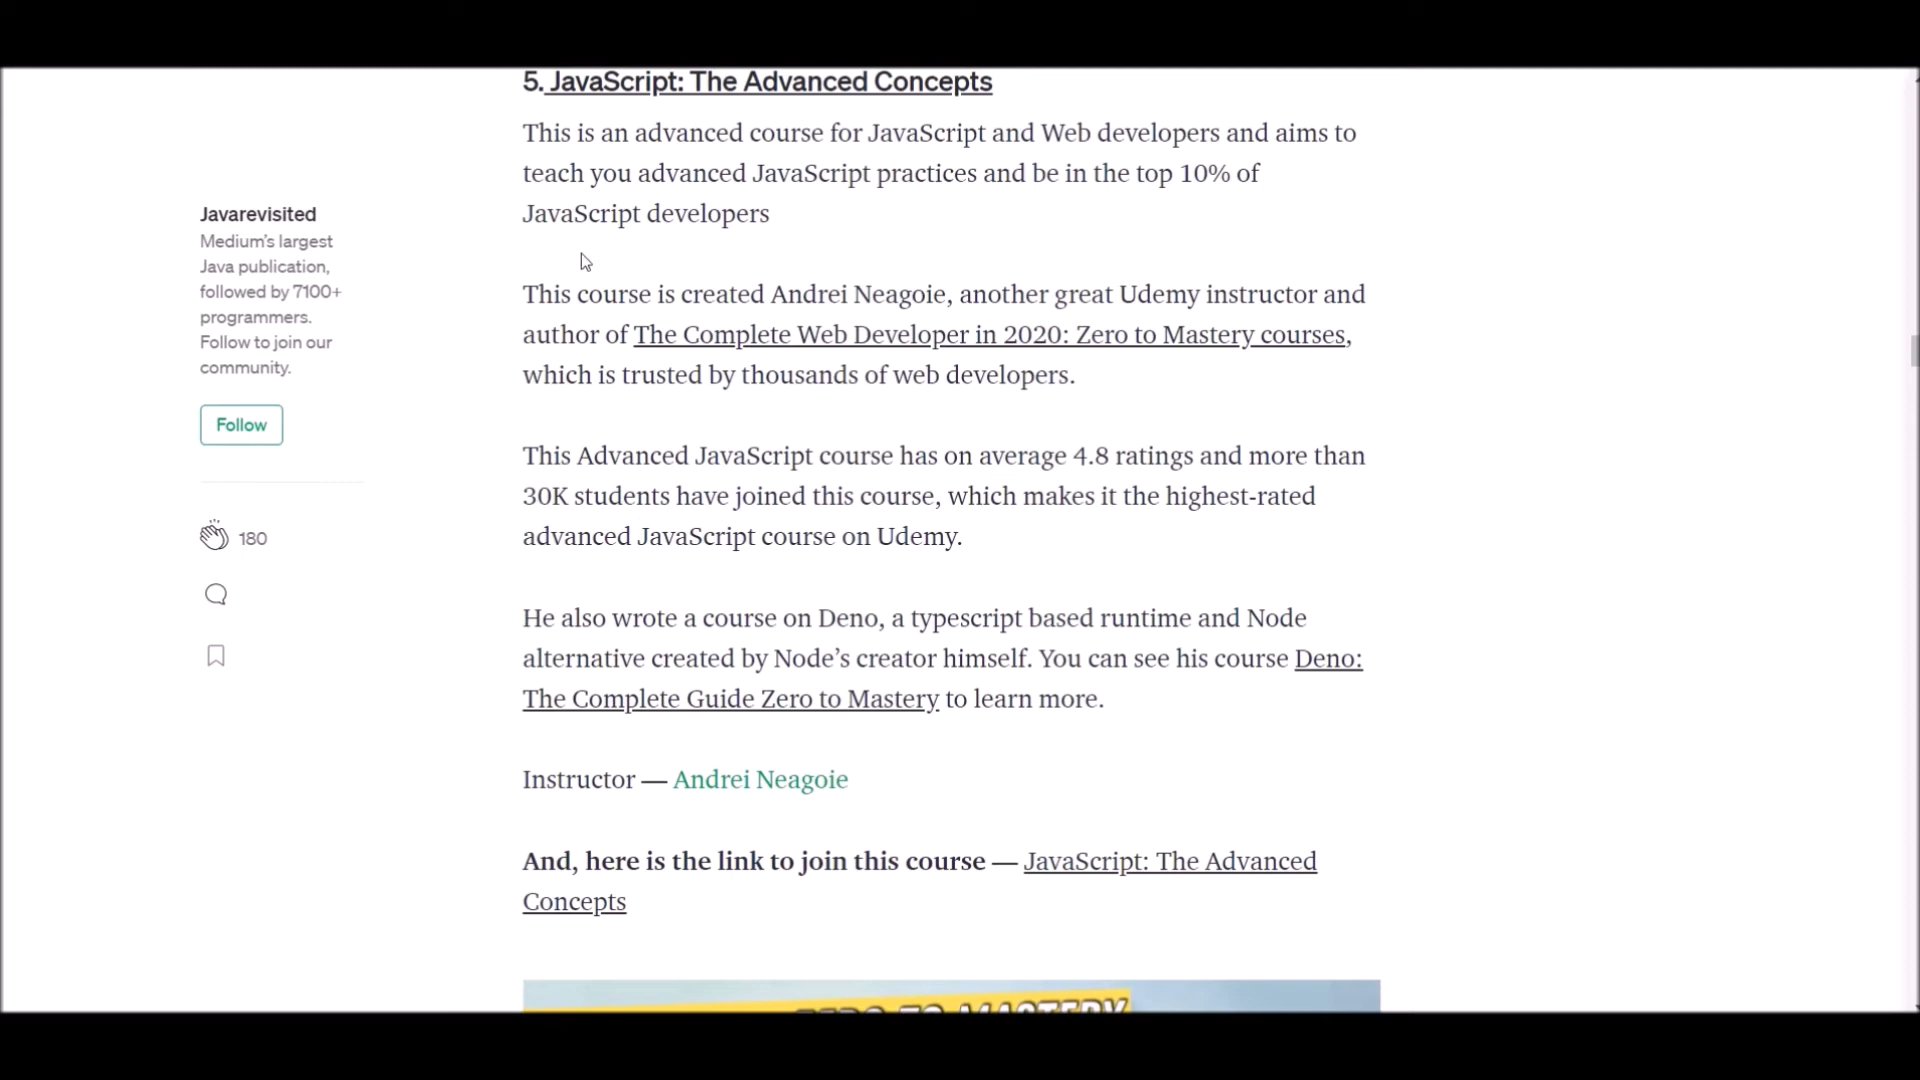 5. JavaScript: The Advanced Concepts
This is an advanced course for JavaScript and Web developers and aims to
teach you advanced JavaScript practices and be in the top 10% of
JavaScript developers
Javarevisited
Medium's largest
Java publication,
followed by 7100+
programmers.
Follow to join our
community.
Follow
180
This course is created Andrei Neagoie, another great Udemy instructor and
author of The Complete Web Developer in 2020: Zero to Mastery courses,
which is trusted by thousands of web developers.
This Advanced JavaScript course has on average 4.8 ratings and more than
30K students have joined this course, which makes it the highest-rated
advanced JavaScript course on Udemy.
He also wrote a course on Deno, a typescript based runtime and Node
alternative created by Node’s creator himself. You can see his course Deno:
The Complete Guide Zero to Mastery to learn more.
Instructor — Andrei Neagoie
And, here is the link to join this course — JavaScript: The Advanced
Concepts
ZERO TO MASTERY